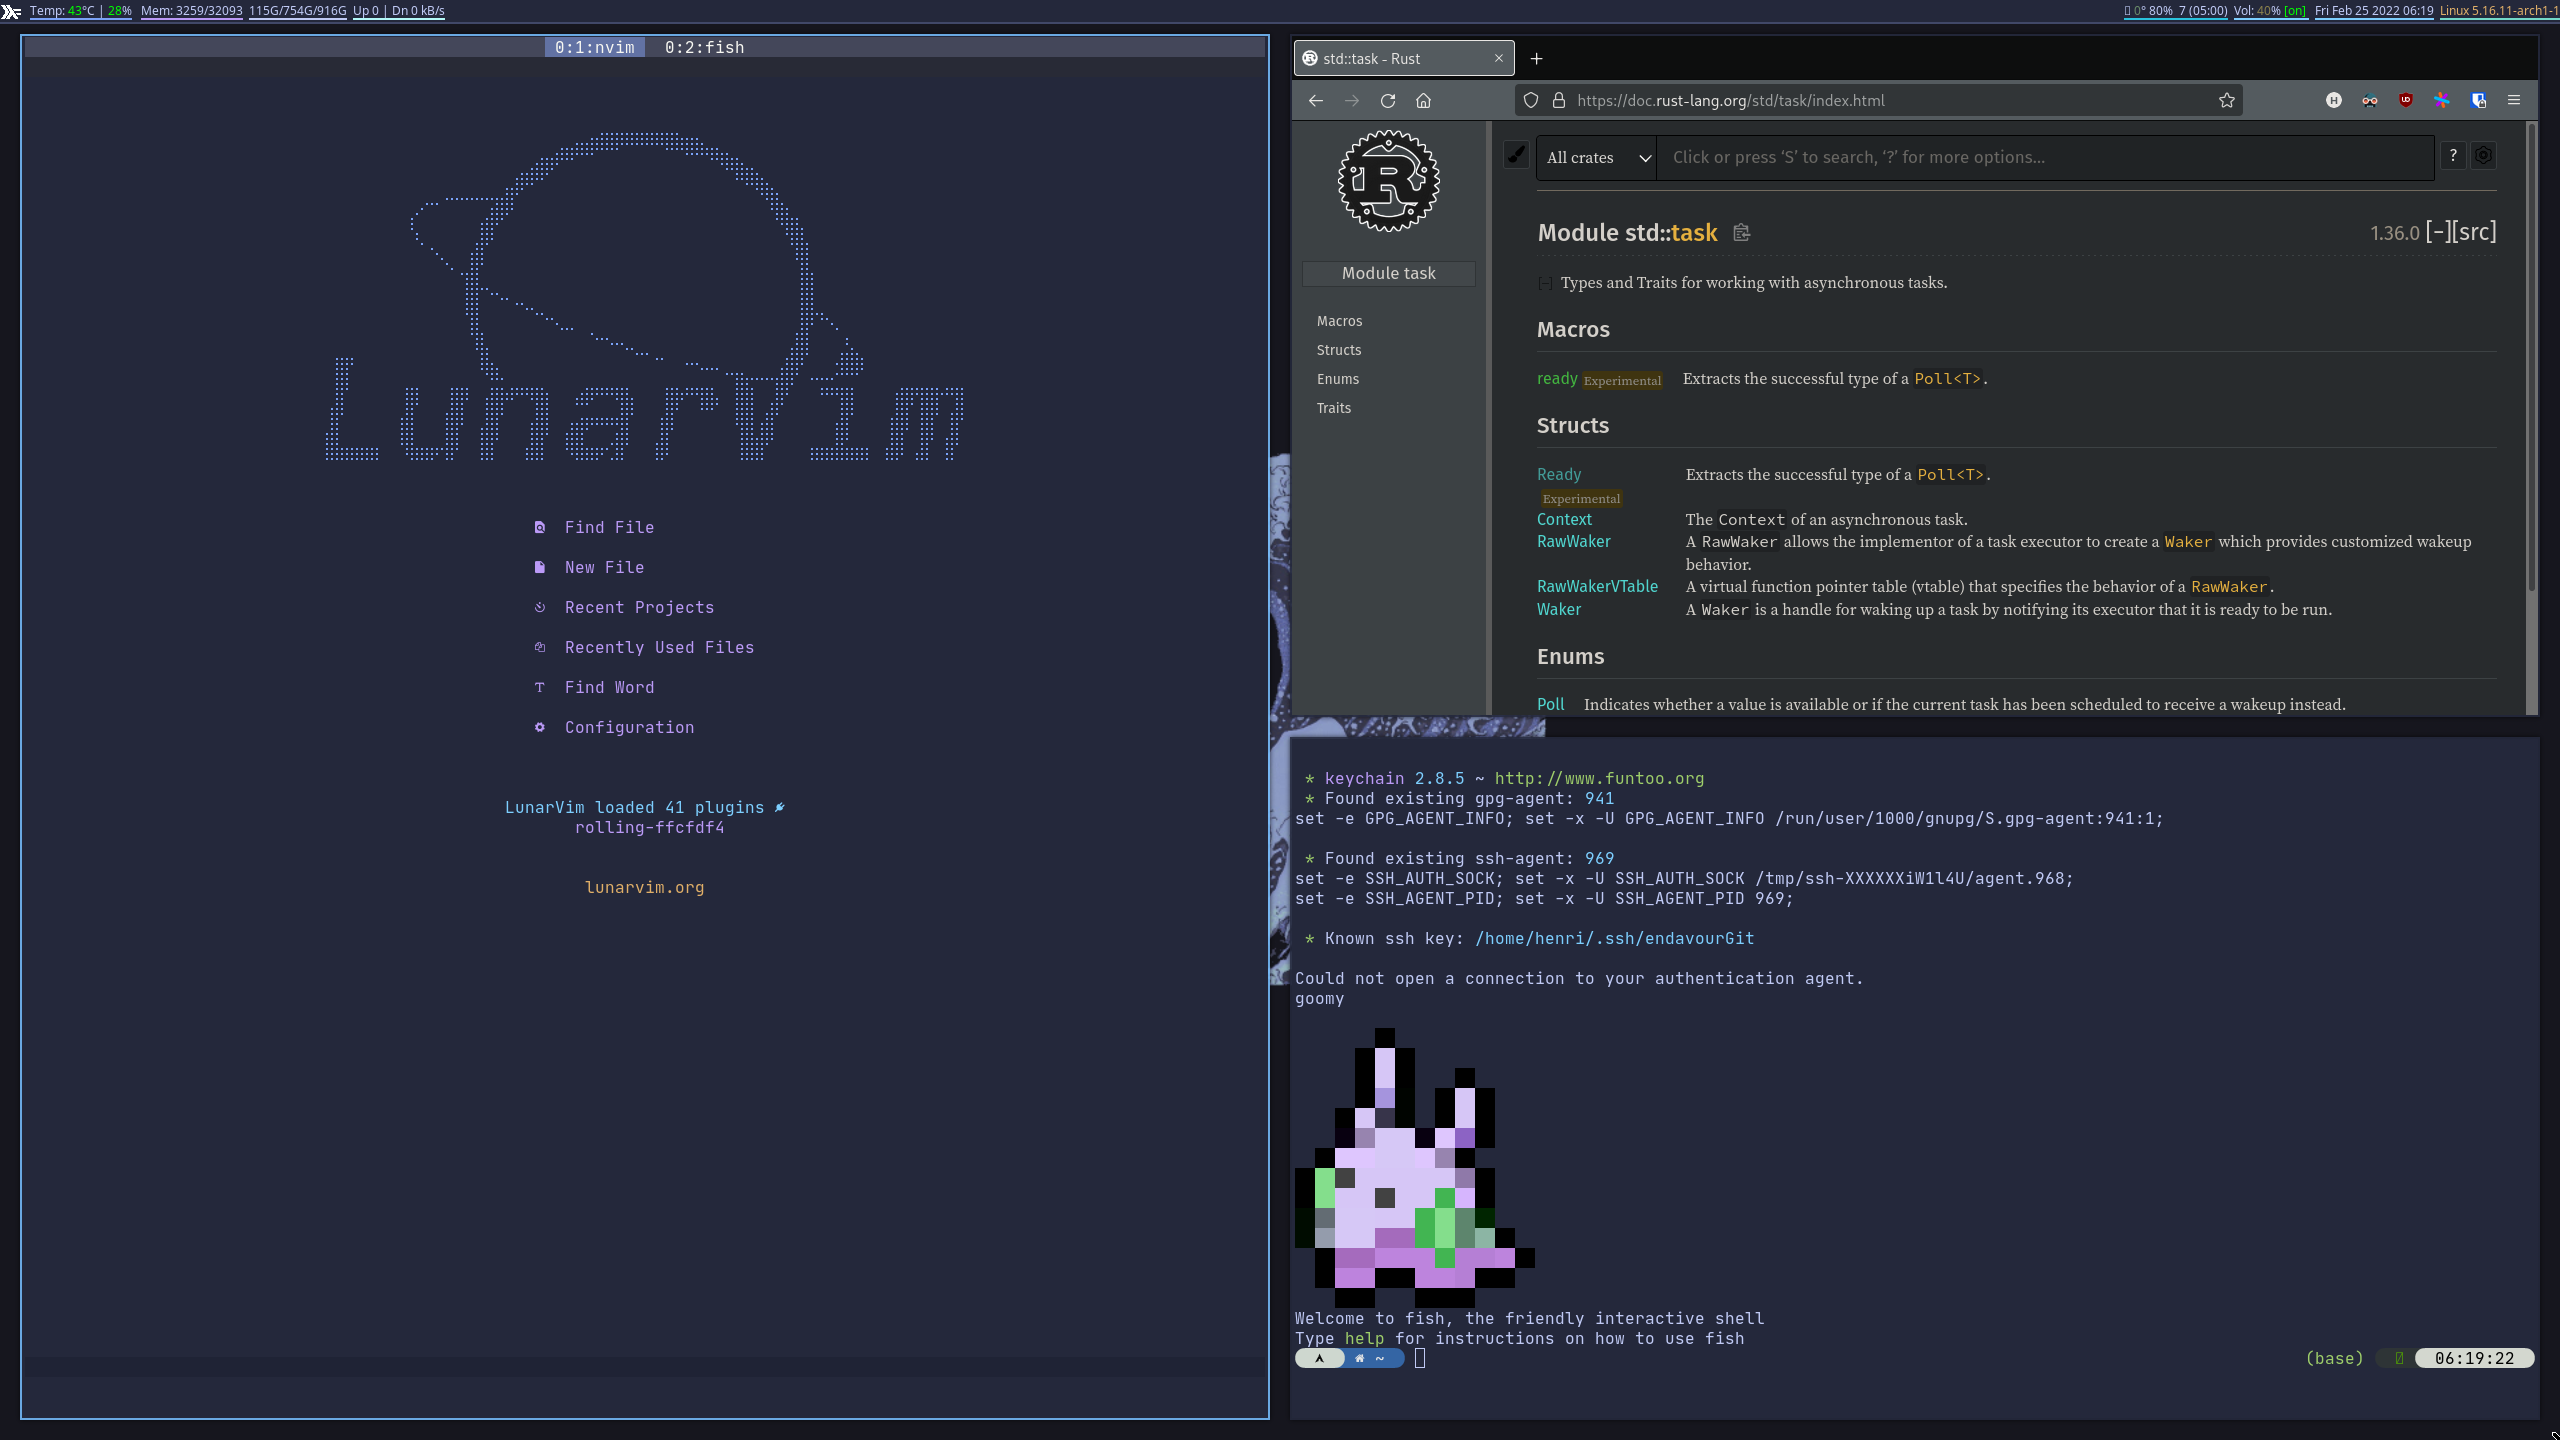 Temp: 43°C | 28% Mem: 3259/32093 115G/754G/916G Up 0 | Dn 0 kB/s
0° 80% 7 (05:00) Vol: 40% [on] Fri Feb 25 2022 06:19 Linux 5.16.11-arch1-1
0:1:nvim 0:2:fish
LunarVim
Find File
New File
Recent Projects
Recently Used Files
Find Word
Configuration
LunarVim loaded 41 plugins
rolling-ffcfdf4
lunarvim.org
std::task - Rust
https://doc.rust-lang.org/std/task/index.html
R
Module task
Macros
Structs
Enums
Traits
All crates
Click or press ‘S’ to search, ‘?’ for more options…
?
Module std::task
1.36.0 [−][src]
[−] Types and Traits for working with asynchronous tasks.
Macros
ready Experimental Extracts the successful type of a Poll<T>.
Structs
Ready Extracts the successful type of a Poll<T>.
Experimental
Context The Context of an asynchronous task.
RawWaker A RawWaker allows the implementor of a task executor to create a Waker which provides customized wakeup
behavior.
RawWakerVTable A virtual function pointer table (vtable) that specifies the behavior of a RawWaker.
Waker A Waker is a handle for waking up a task by notifying its executor that it is ready to be run.
Enums
Poll Indicates whether a value is available or if the current task has been scheduled to receive a wakeup instead.
* keychain 2.8.5 ~ http://www.funtoo.org
* Found existing gpg-agent: 941
set -e GPG_AGENT_INFO; set -x -U GPG_AGENT_INFO /run/user/1000/gnupg/S.gpg-agent:941:1;
* Found existing ssh-agent: 969
set -e SSH_AUTH_SOCK; set -x -U SSH_AUTH_SOCK /tmp/ssh-XXXXXXiW1l4U/agent.968;
set -e SSH_AGENT_PID; set -x -U SSH_AGENT_PID 969;
* Known ssh key: /home/henri/.ssh/endavourGit
Could not open a connection to your authentication agent.
goomy
Welcome to fish, the friendly interactive shell
Type help for instructions on how to use fish
~
(base) 06:19:22